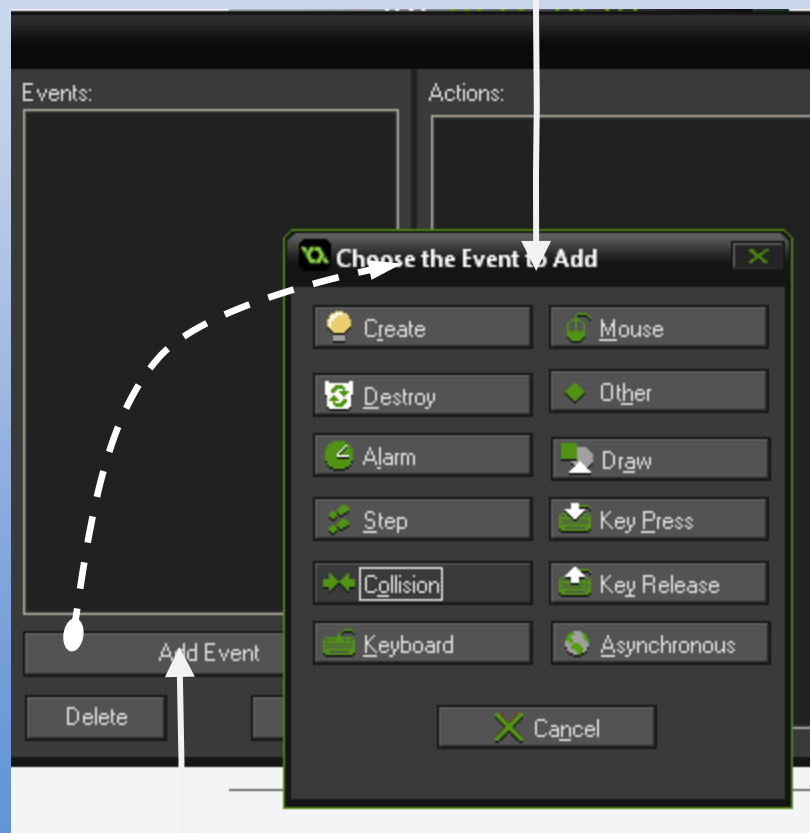 Events:
Actions:
Choose the Event to Add
Create
Mouse
Destroy
Other
Alarm
Draw
Step
Key Press
Collision
Key Release
Keyboard
Asynchronous
Add Event
Delete
Cancel